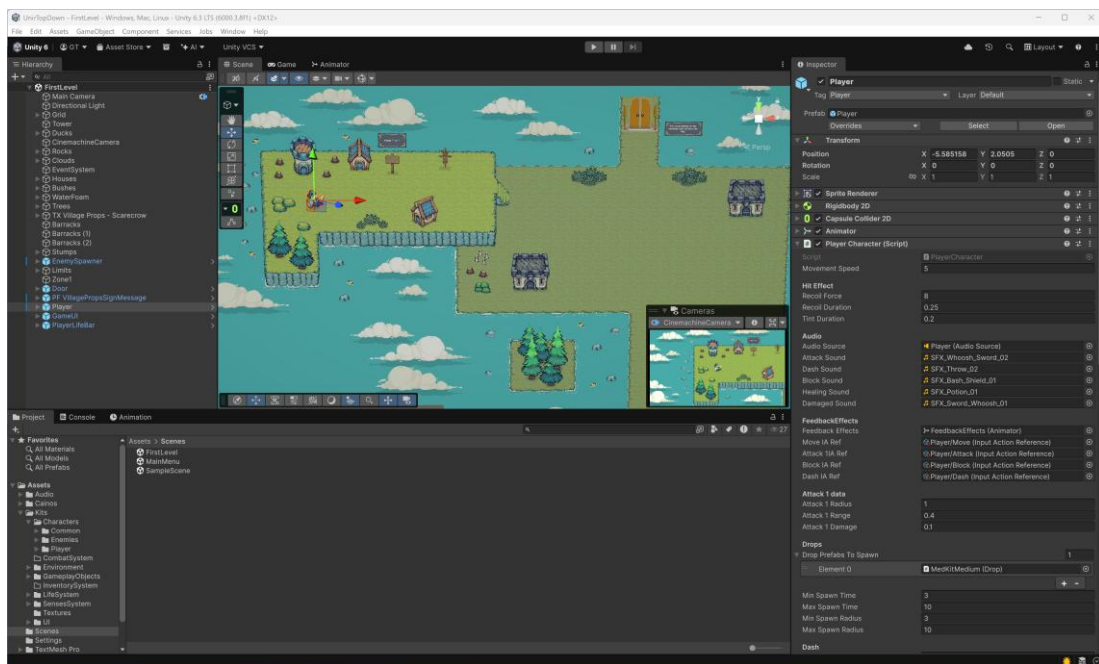 UnirTopDown - FirstLevel - Windows, Mac, Linux - Unity 6.3 LTS (6000.3.8f1) <DX12>
File Edit Assets GameObject Component Services Jobs Window Help
Unity 6 GT Asset Store AI Unity VCS Layout
Hierarchy
Scene Game Animator
Inspector
All
FirstLevel
Main Camera
Directional Light
Grid
Tower
Ducks
CinemachineCamera
Rocks
Clouds
EventSystem
Houses
Bushes
WaterFoam
Trees
TX Village Props - Scarecrow
Barracks
Barracks (1)
Barracks (2)
Stumps
EnemySpawner
Limits
Zone1
Door
PF VillagePropsSignMessage
Player
GameUI
PlayerLifeBar
2D
0
Persp
Cameras
CinemachineCamera
Player Static
Tag Player Layer Default
Prefab Player
Overrides Select Open
Transform
Position X -5.585158 Y 2.0505 Z 0
Rotation X 0 Y 0 Z 0
Scale X 1 Y 1 Z 1
Sprite Renderer
Rigidbody 2D
Capsule Collider 2D
Animator
Player Character (Script)
Script PlayerCharacter
Movement Speed 5
Hit Effect
Recoil Force 8
Recoil Duration 0.25
Tint Duration 0.2
Audio
Audio Source Player (Audio Source)
Attack Sound SFX_Whoosh_Sword_02
Dash Sound SFX_Throw_02
Block Sound SFX_Bash_Shield_01
Healing Sound SFX_Potion_01
Damaged Sound SFX_Sword_Whoosh_01
FeedbackEffects
Feedback Effects FeedbackEffects (Animator)
Move IA Ref Player/Move (Input Action Reference)
Attack 1IA Ref Player/Attack (Input Action Reference)
Block IA Ref Player/Block (Input Action Reference)
Dash IA Ref Player/Dash (Input Action Reference)
Attack 1 data
Attack 1 Radius 1
Attack 1 Range 0.4
Attack 1 Damage 0.1
Drops
Drop Prefabs To Spawn 1
Element 0 MedKitMedium (Drop)
Min Spawn Time 3
Max Spawn Time 10
Min Spawn Radius 3
Max Spawn Radius 10
Dash
Project Console Animation
27
Favorites
All Materials
All Models
All Prefabs
Assets
Audio
Cainos
Kits
Characters
Common
Enemies
Player
CombatSystem
Environment
GameplayObjects
InventorySystem
LifeSystem
SensesSystem
Textures
UI
Scenes
Settings
TextMesh Pro
Assets > Scenes
FirstLevel
MainMenu
SampleScene